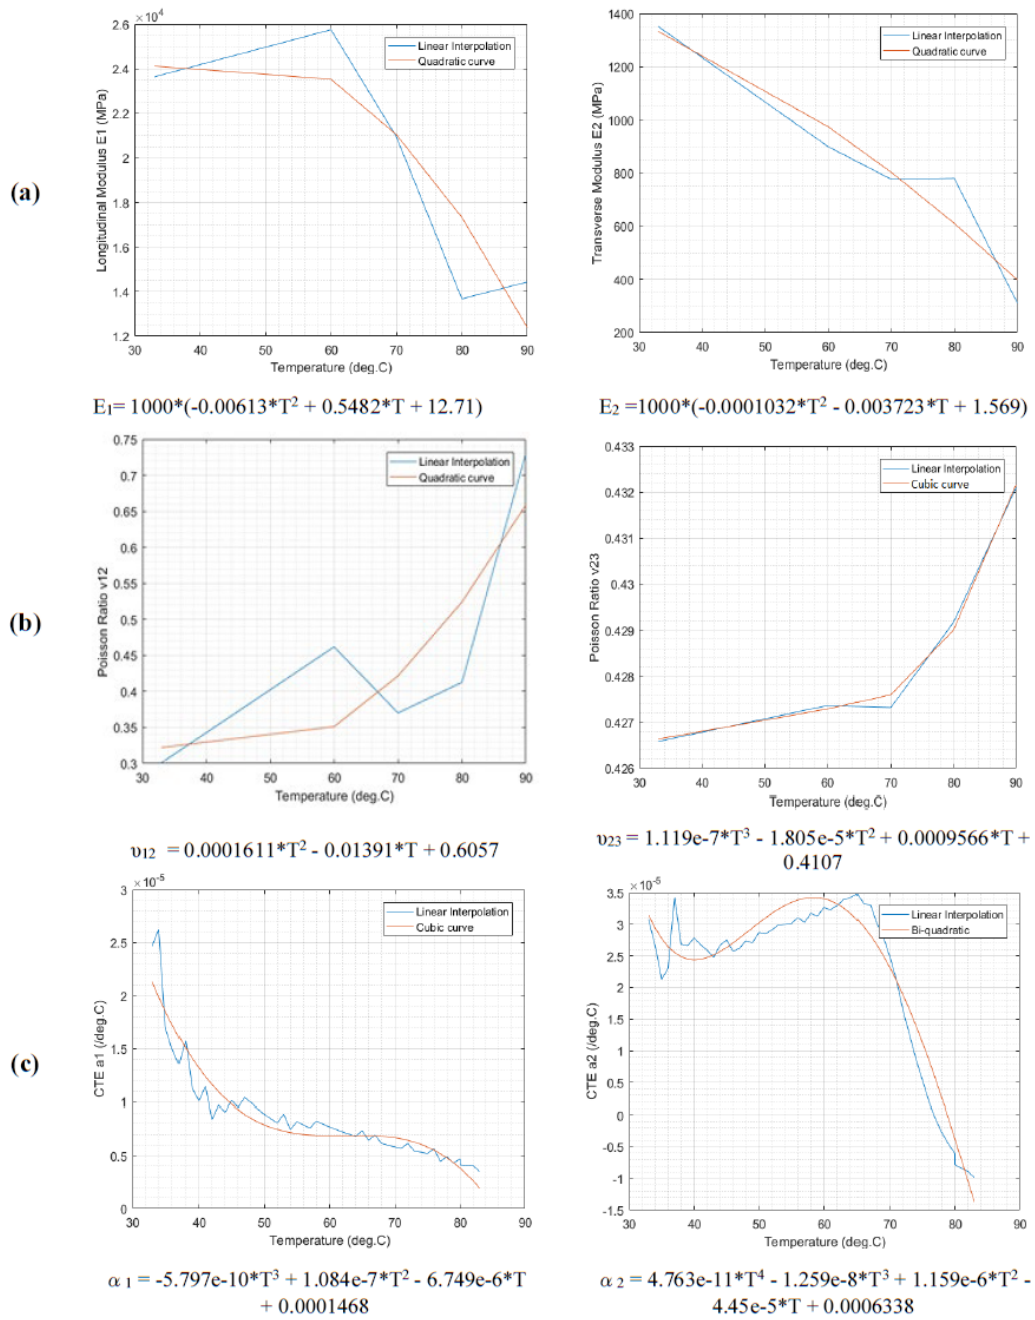 (a)
×10⁴
2.6
2.4
2.2
2
1.8
1.6
1.4
1.2
30 40 50 60 70 80 90
Longitudinal Modulus E1 (MPa)
Temperature (deg.C)
Linear Interpolation
Quadratic curve
E₁= 1000*(-0.00613*T² + 0.5482*T + 12.71)
1400
1200
1000
800
600
400
200
30 40 50 60 70 80 90
Transverse Modulus E2 (MPa)
Temperature (deg.C)
Linear Interpolation
Quadratic curve
E₂ =1000*(-0.0001032*T² - 0.003723*T + 1.569)
(b)
0.75
0.7
0.65
0.6
0.55
0.5
0.45
0.4
0.35
0.3
30 40 50 60 70 80 90
Poisson Ratio v12
Temperature (deg.C)
Linear Interpolation
Quadratic curve
υ₁₂ = 0.0001611*T² - 0.01391*T + 0.6057
0.433
0.432
0.431
0.43
0.429
0.428
0.427
0.426
30 40 50 60 70 80 90
Poisson Ratio v23
Temperature (deg.C)
Linear Interpolation
Cubic curve
υ₂₃ = 1.119e-7*T³ - 1.805e-5*T² + 0.0009566*T +
0.4107
(c)
×10⁻⁵
3
2.5
2
1.5
1
0.5
0
30 40 50 60 70 80 90
CTE a1 (/deg.C)
Temperature (deg.C)
Linear Interpolation
Cubic curve
α ₁ = -5.797e-10*T³ + 1.084e-7*T² - 6.749e-6*T
+ 0.0001468
×10⁻⁵
3.5
3
2.5
2
1.5
1
0.5
0
-0.5
-1
-1.5
30 40 50 60 70 80 90
CTE a2 (/deg.C)
Temperature (deg.C)
Linear Interpolation
Bi-quadratic
α ₂ = 4.763e-11*T⁴ - 1.259e-8*T³ + 1.159e-6*T² -
4.45e-5*T + 0.0006338